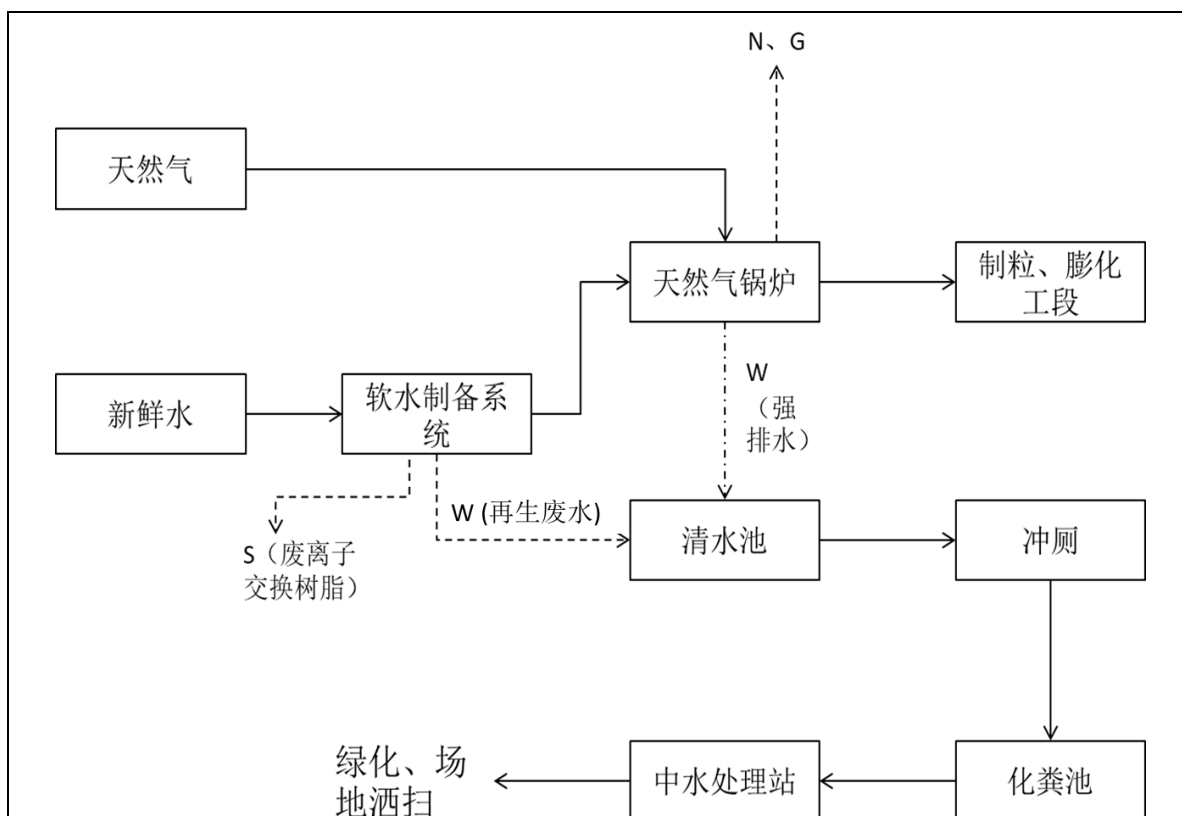 N、G
天然气
天然气锅炉
制粒、膨化
工段
新鲜水
软水制备系
统
W
（强
排水）
W (再生废水)
S（废离子
交换树脂）
清水池
冲厕
绿化、场
地洒扫
中水处理站
化粪池